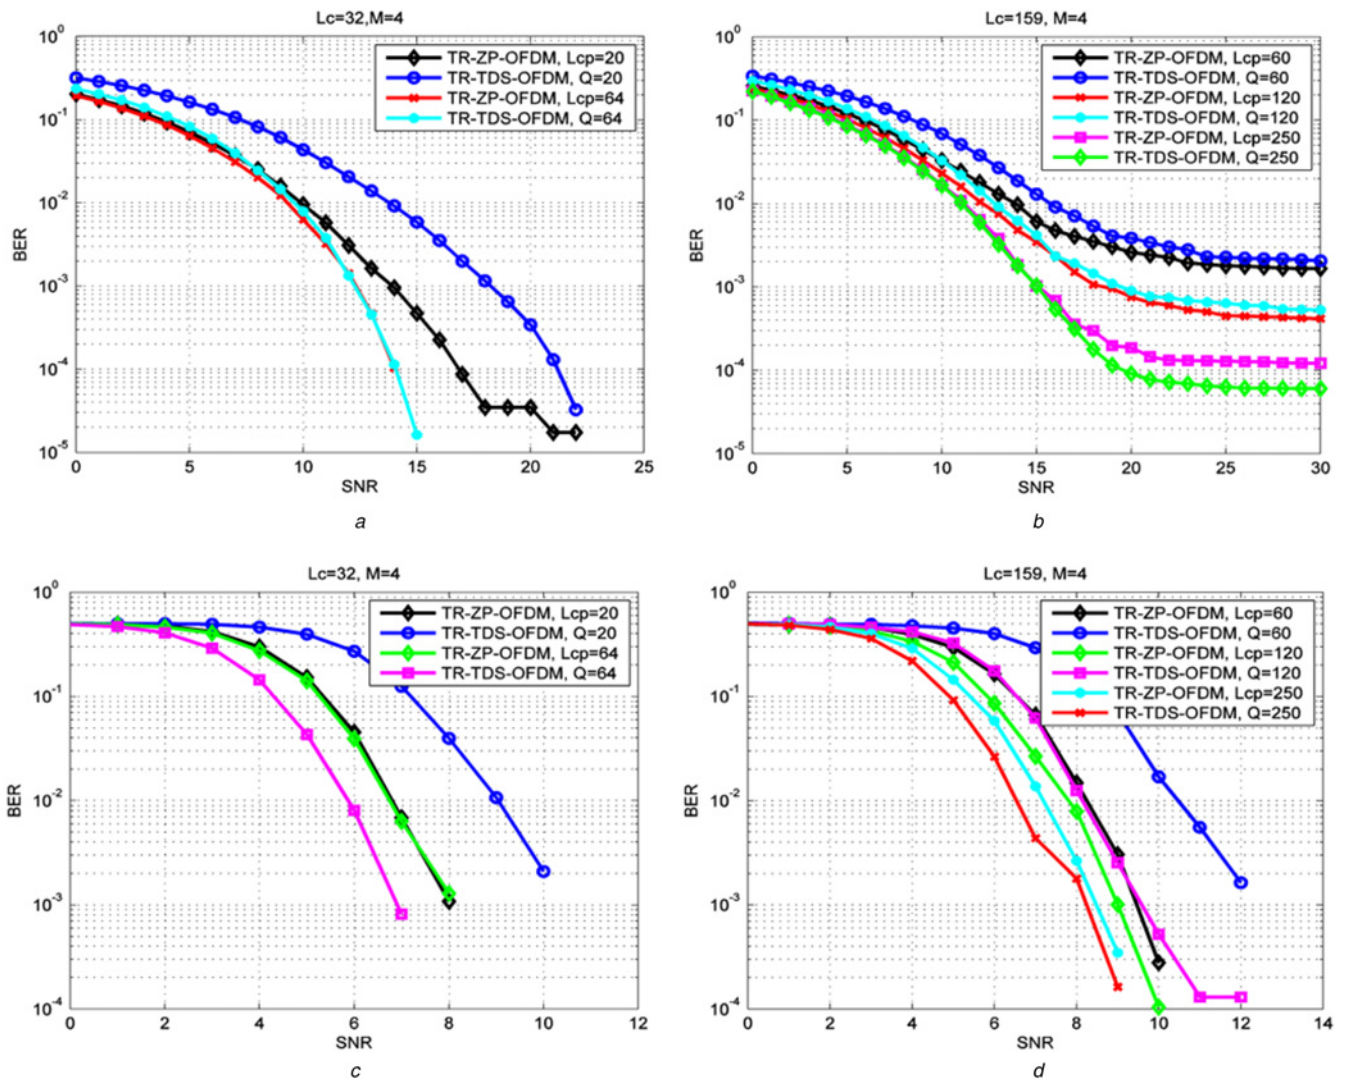 Lc=32,M=4
10^0
10^-1
10^-2
10^-3
10^-4
10^-5
BER
TR-ZP-OFDM, Lcp=20
TR-TDS-OFDM, Q=20
TR-ZP-OFDM, Lcp=64
TR-TDS-OFDM, Q=64
0 5 10 15 20 25
SNR
a
Lc=159, M=4
10^0
10^-1
10^-2
10^-3
10^-4
10^-5
BER
TR-ZP-OFDM, Lcp=60
TR-TDS-OFDM, Q=60
TR-ZP-OFDM, Lcp=120
TR-TDS-OFDM, Q=120
TR-ZP-OFDM, Lcp=250
TR-TDS-OFDM, Q=250
0 5 10 15 20 25 30
SNR
b
Lc=32, M=4
10^0
10^-1
10^-2
10^-3
10^-4
BER
TR-ZP-OFDM, Lcp=20
TR-TDS-OFDM, Q=20
TR-ZP-OFDM, Lcp=64
TR-TDS-OFDM, Q=64
0 2 4 6 8 10 12
SNR
c
Lc=159, M=4
10^0
10^-1
10^-2
10^-3
10^-4
BER
TR-ZP-OFDM, Lcp=60
TR-TDS-OFDM, Q=60
TR-ZP-OFDM, Lcp=120
TR-TDS-OFDM, Q=120
TR-ZP-OFDM, Lcp=250
TR-TDS-OFDM, Q=250
0 2 4 6 8 10 12 14
SNR
d